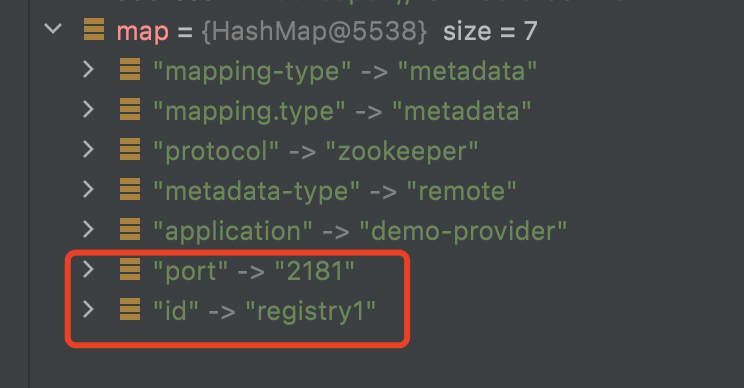 map = {HashMap@5538} size = 7
"mapping-type" -> "metadata"
"mapping.type" -> "metadata"
"protocol" -> "zookeeper"
"metadata-type" -> "remote"
"application" -> "demo-provider"
"port" -> "2181"
"id" -> "registry1"